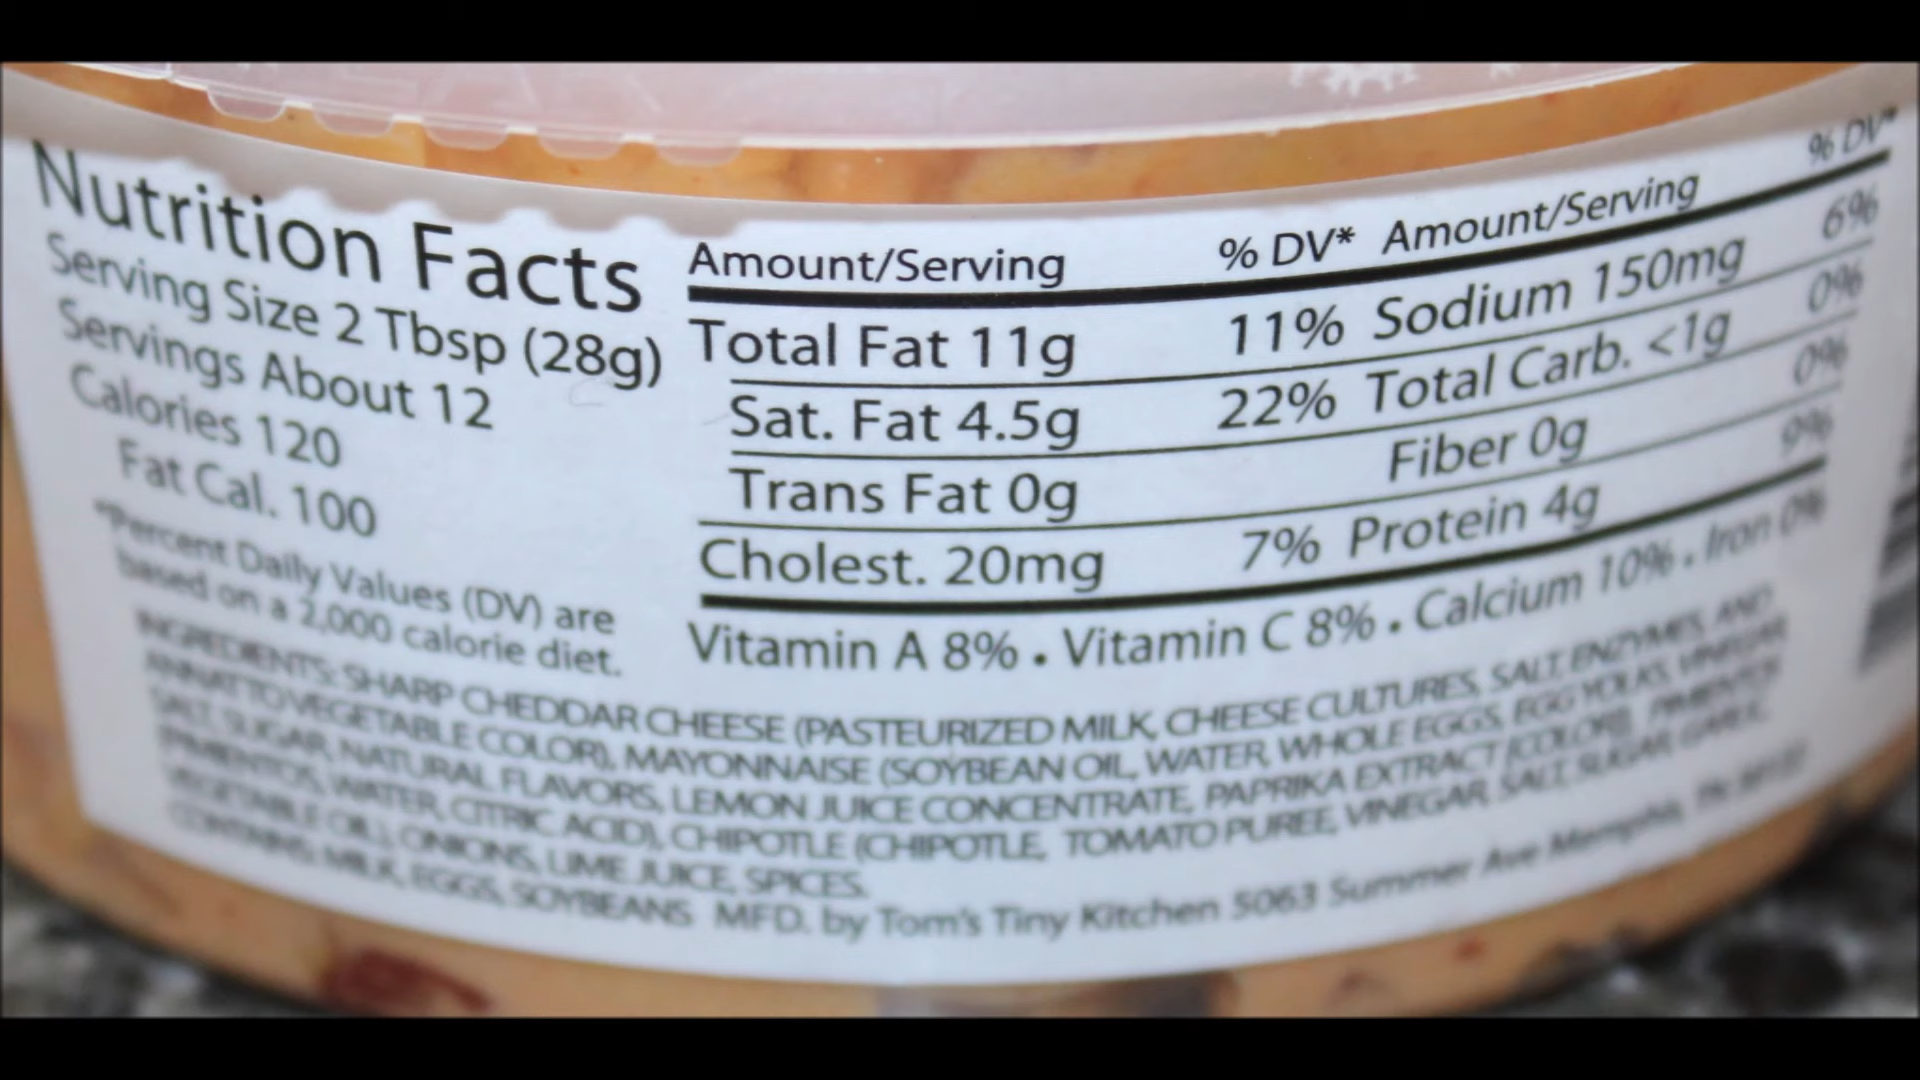 Nutrition Facts
Serving Size 2 Tbsp (28g)
Servings About 12
Calories 120
Fat Cal. 100
*Percent Daily Values (DV) are
based on a 2,000 calorie diet.
Amount/Serving % DV* Amount/Serving % DV*
Total Fat 11g 11% Sodium 150mg 6%
Sat. Fat 4.5g 22% Total Carb. <1g 0%
Trans Fat 0g Fiber 0g 0%
Cholest. 20mg 7% Protein 4g 9%
Vitamin A 8% . Vitamin C 8% . Calcium 10% . Iron 0%
INGREDIENTS: SHARP CHEDDAR CHEESE (PASTEURIZED MILK, CHEESE CULTURES, SALT, ENZYMES, AND
ANNATTO VEGETABLE COLOR), MAYONNAISE (SOYBEAN OIL, WATER, WHOLE EGGS, EGG YOLKS, VINEGAR,
SALT, SUGAR, NATURAL FLAVORS, LEMON JUICE CONCENTRATE, PAPRIKA EXTRACT [COLOR]), PIMENTOS
(PIMENTOS, WATER, CITRIC ACID), CHIPOTLE (CHIPOTLE, TOMATO PUREE, VINEGAR, SALT, SUGAR, GARLIC,
VEGETABLE OIL), ONIONS, LIME JUICE, SPICES.
CONTAINS: MILK, EGGS, SOYBEANS MFD. by Tom's Tiny Kitchen 5063 Summer Ave Memphis, TN